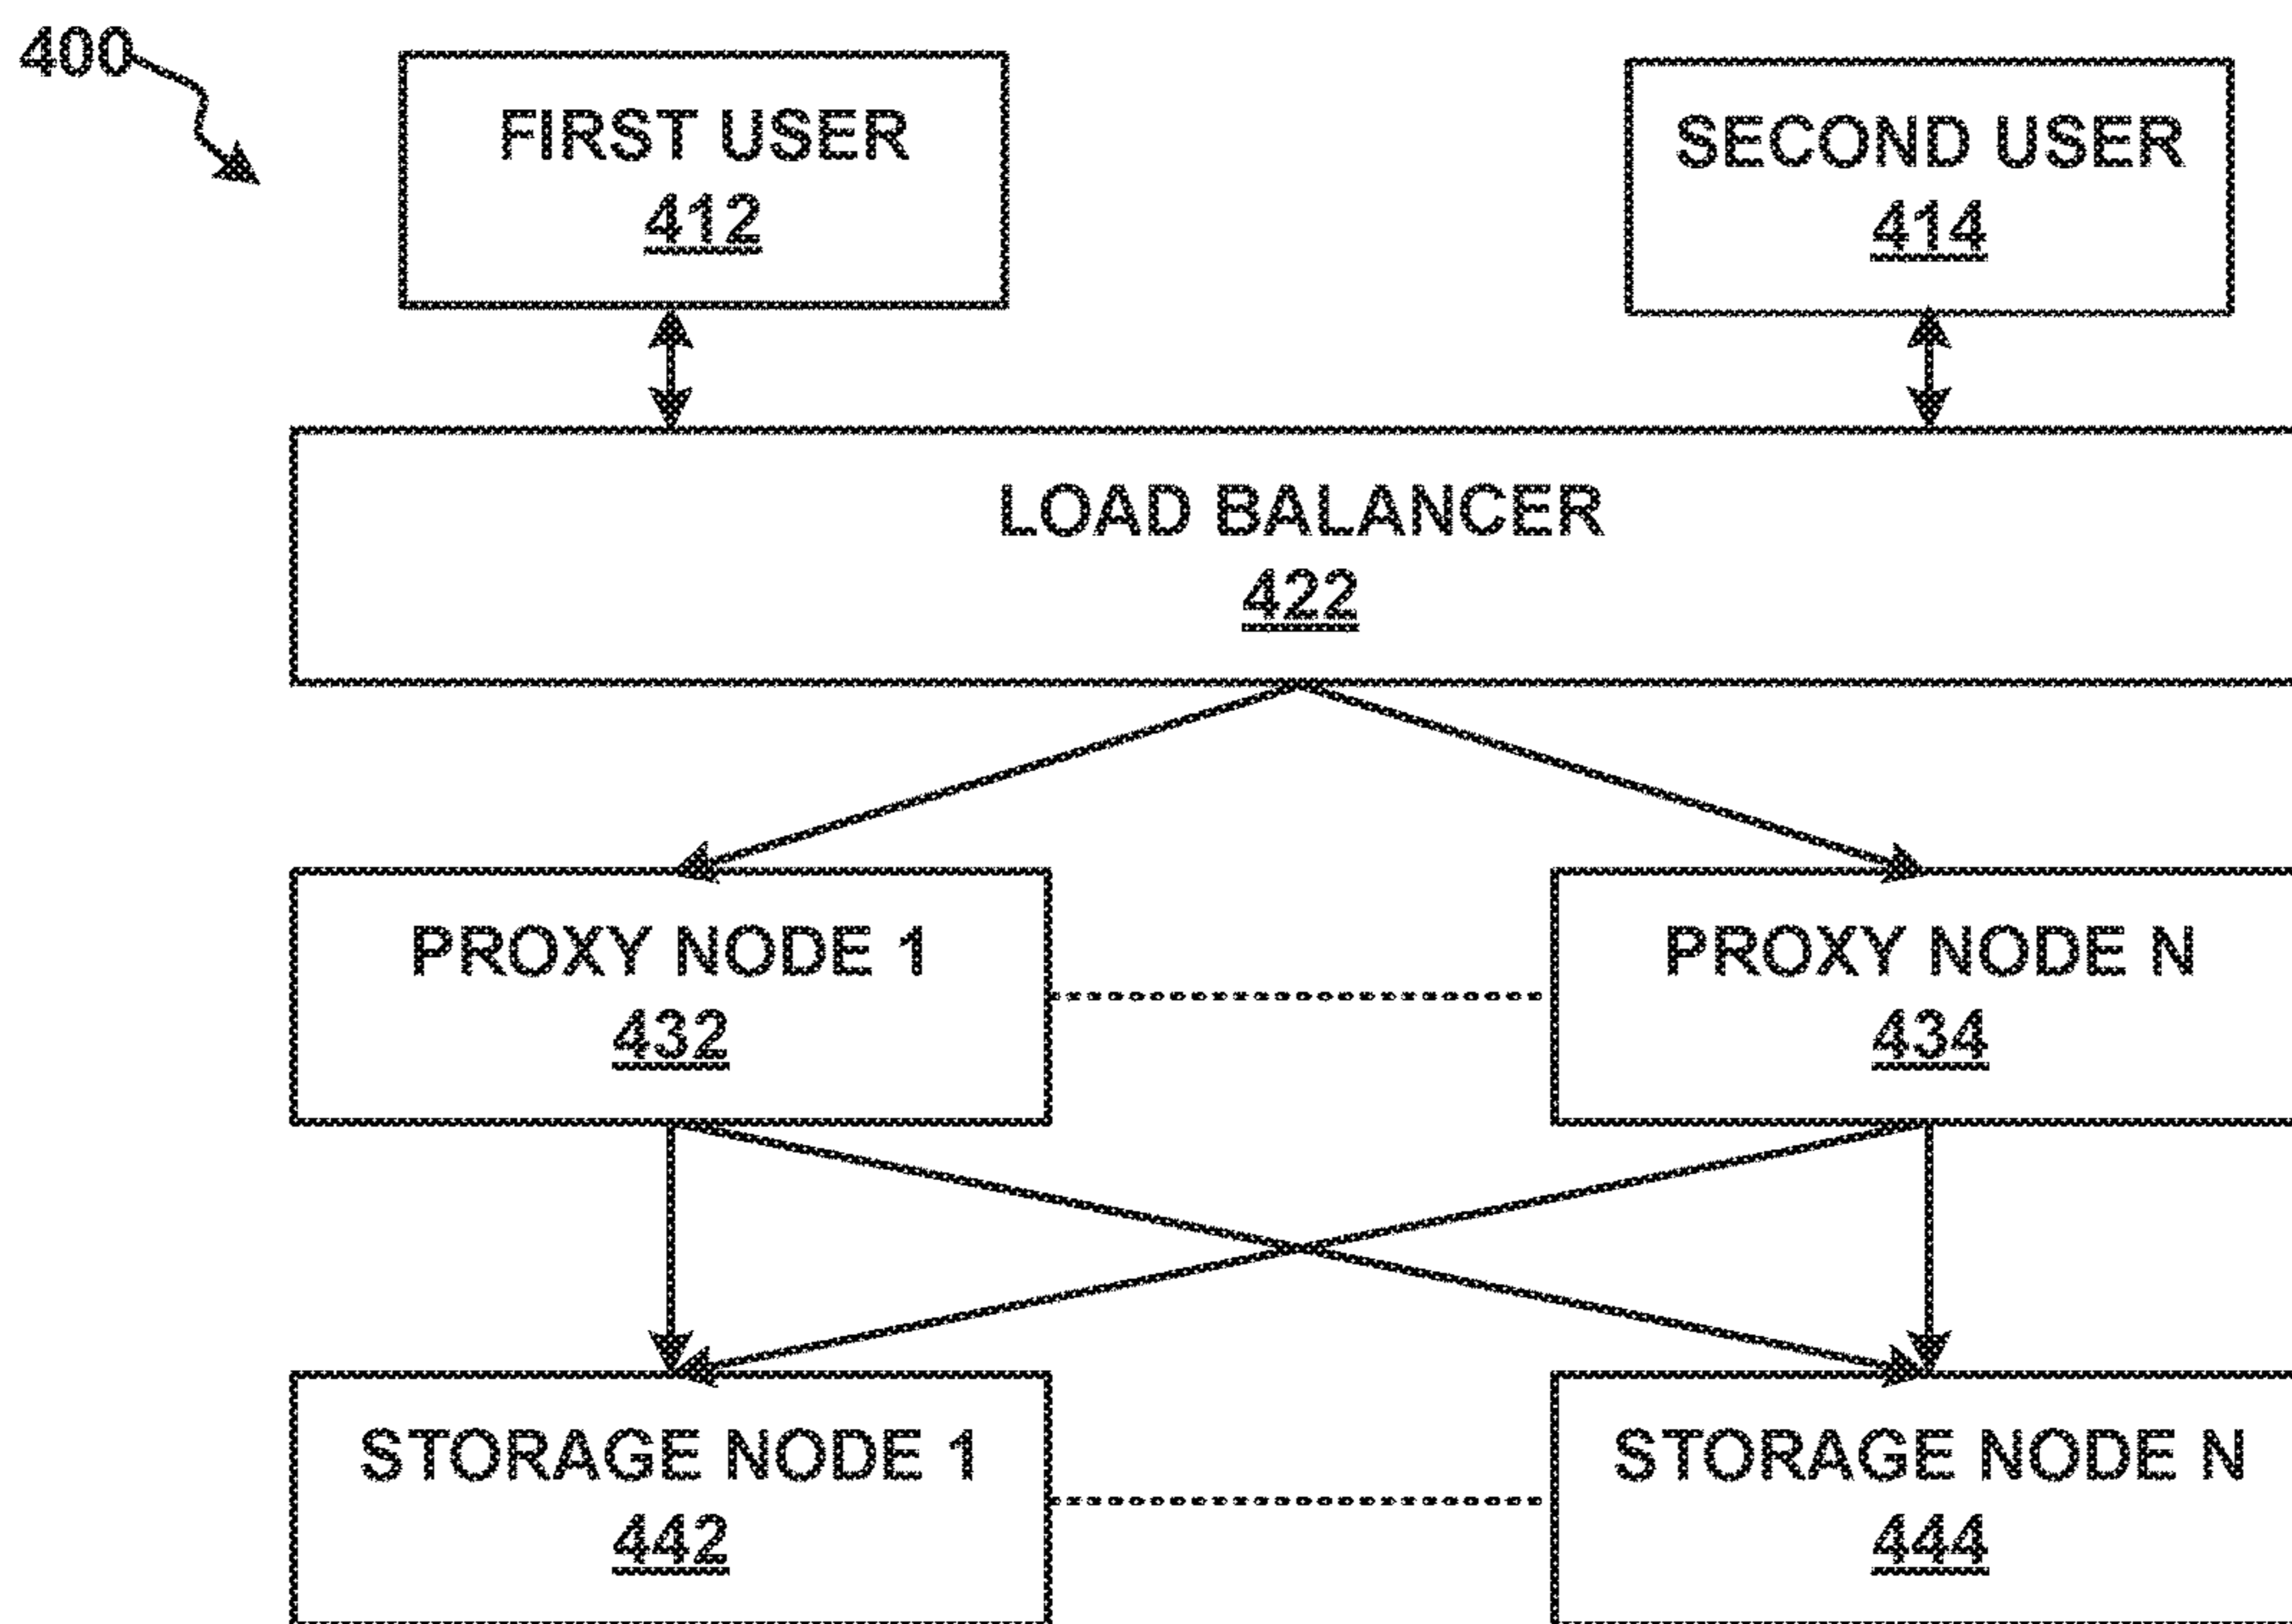 400
FIRST USER
412
SECOND USER
414
LOAD BALANCER
422
PROXY NODE 1
432
PROXY NODE N
434
STORAGE NODE 1
442
STORAGE NODE N
444